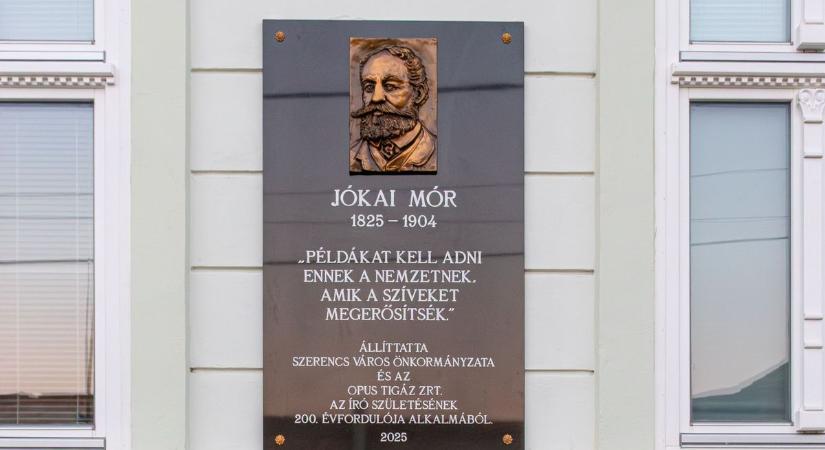 JÓKAI MÓR
1825 – 1904
„PÉLDÁKAT KELL ADNI
ENNEK A NEMZETNEK,
AMIK A SZÍVEKET
MEGERŐSÍTSÉK.”
ÁLLÍTTATTA
SZERENCS VÁROS ÖNKORMÁNYZATA
ÉS AZ
OPUS TIGÁZ ZRT.
AZ ÍRÓ SZÜLETÉSÉNEK
200. ÉVFORDULÓJA ALKALMÁBÓL.
2025